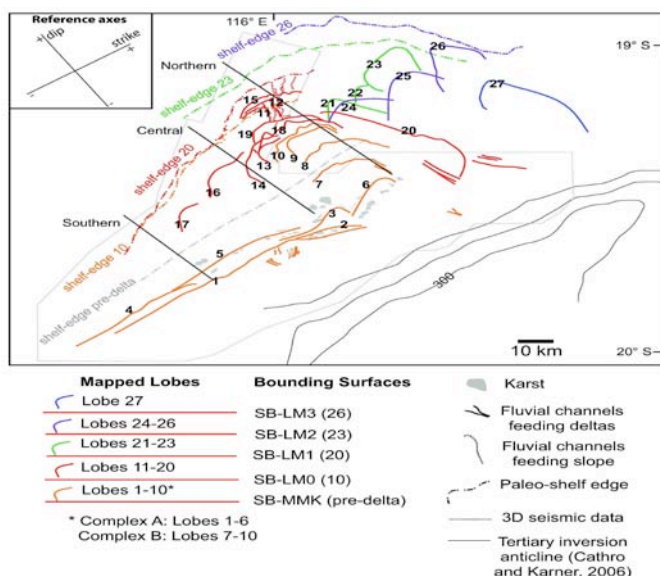 Reference axes
+ dip
strike
+
-
-
116° E
19° S
20° S
shelf-edge 26
shelf-edge 23
shelf-edge 20
shelf-edge 10
shelf-edge pre-delta
Northern
Central
Southern
26
23
25
27
22
21
24
20
15
12
11
18
19
10
9
8
13
14
7
6
16
17
3
2
5
1
4
300
10 km
Mapped Lobes
Lobe 27
Lobes 24-26
Lobes 21-23
Lobes 11-20
Lobes 1-10*
* Complex A: Lobes 1-6
Complex B: Lobes 7-10
Bounding Surfaces
SB-LM3 (26)
SB-LM2 (23)
SB-LM1 (20)
SB-LM0 (10)
SB-MMK (pre-delta)
Karst
Fluvial channels
feeding deltas
Fluvial channels
feeding slope
Paleo-shelf edge
3D seismic data
Tertiary inversion
anticline (Cathro
and Karner, 2006)